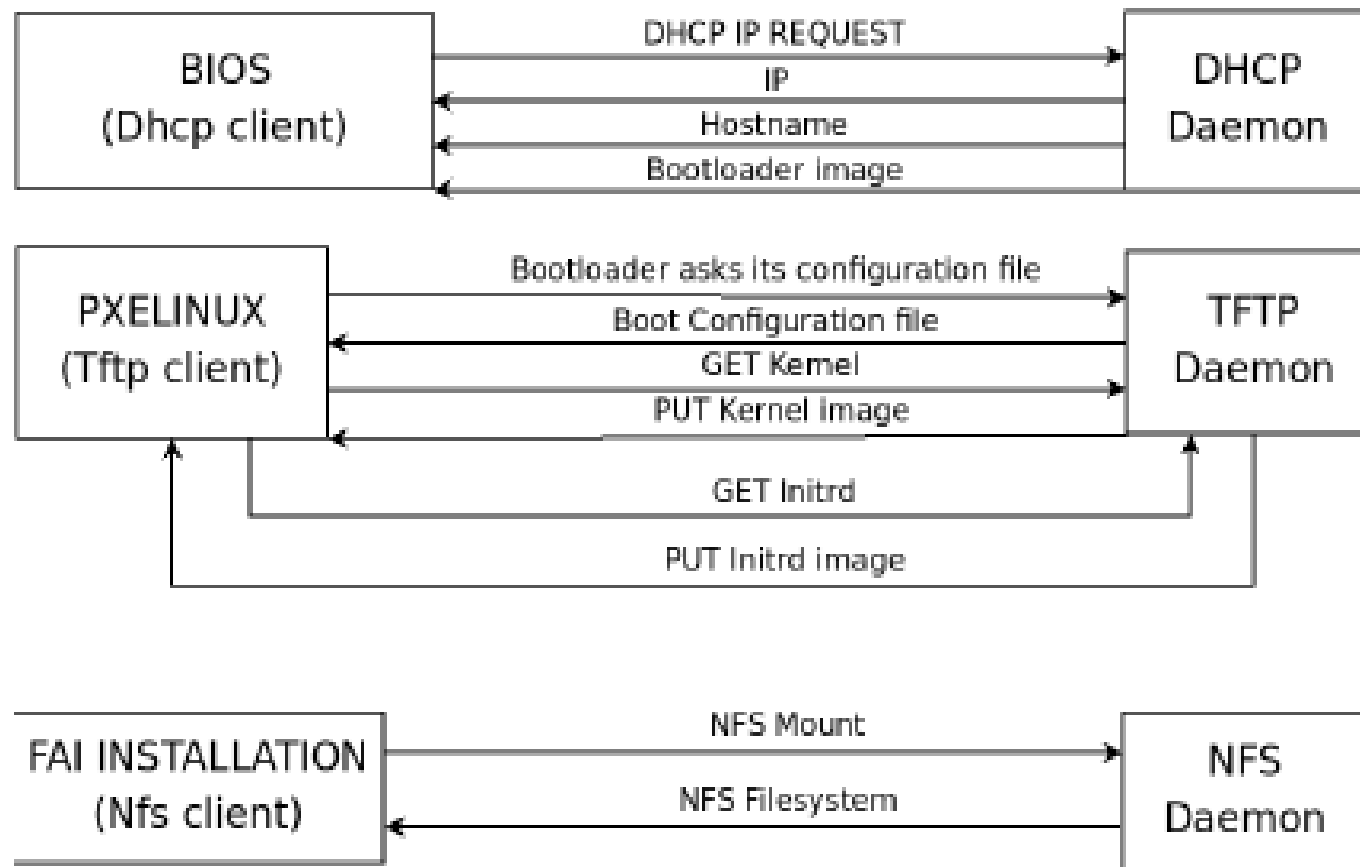 BIOS
(Dhcp client)
DHCP IP REQUEST
IP
Hostname
Bootloader image
DHCP
Daemon
PXELINUX
(Tftp client)
Bootloader asks its configuration file
Boot Configuration file
GET Kernel
PUT Kernel image
GET Initrd
PUT Initrd image
TFTP
Daemon
FAI INSTALLATION
(Nfs client)
NFS Mount
NFS Filesystem
NFS
Daemon